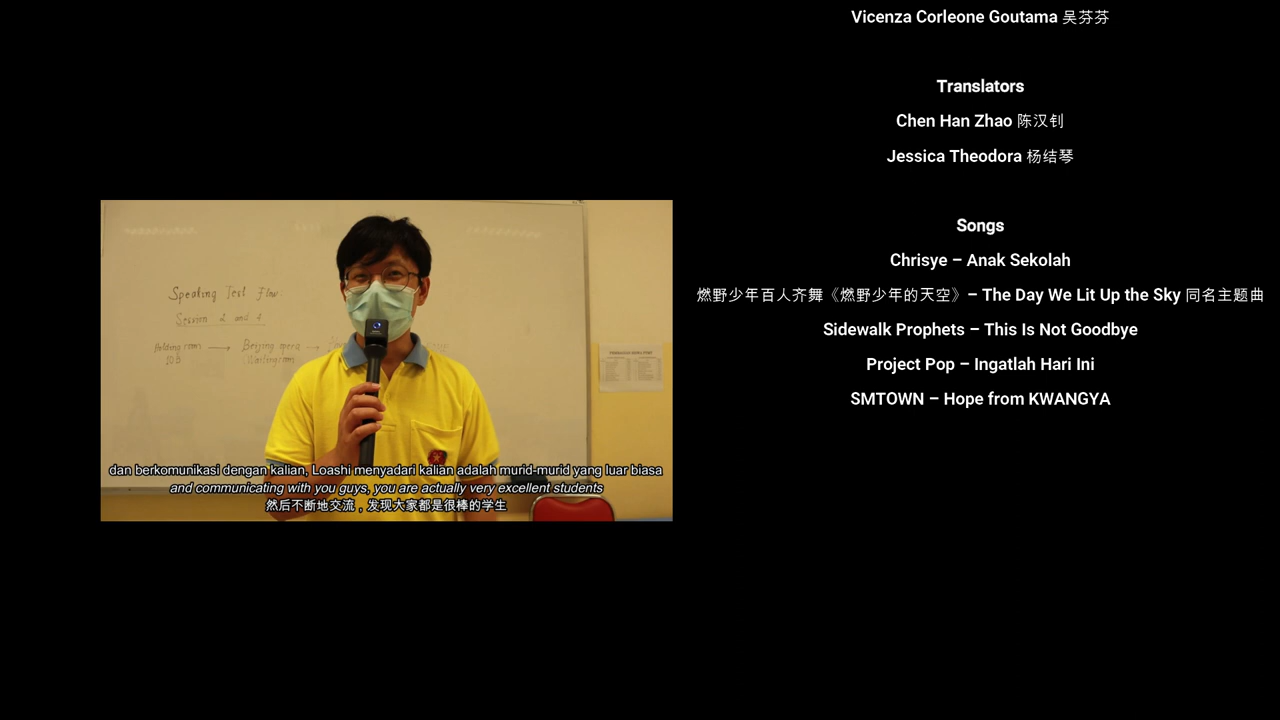 Vicenza Corleone Goutama 吴芬芬
Translators
Chen Han Zhao 陈汉钊
Jessica Theodora 杨结琴
Songs
Chrisye – Anak Sekolah
燃野少年百人齐舞《燃野少年的天空》– The Day We Lit Up the Sky 同名主题曲
Sidewalk Prophets – This Is Not Goodbye
Project Pop – Ingatlah Hari Ini
SMTOWN – Hope from KWANGYA
Speaking Test Flow:
Session 2 and 4
Holding room → Beijing opera →
dan berkomunikasi dengan kalian, Loashi menyadari kalian adalah murid-murid yang luar biasa
and communicating with you guys, you are actually very excellent students
然后不断地交流，发现大家都是很棒的学生